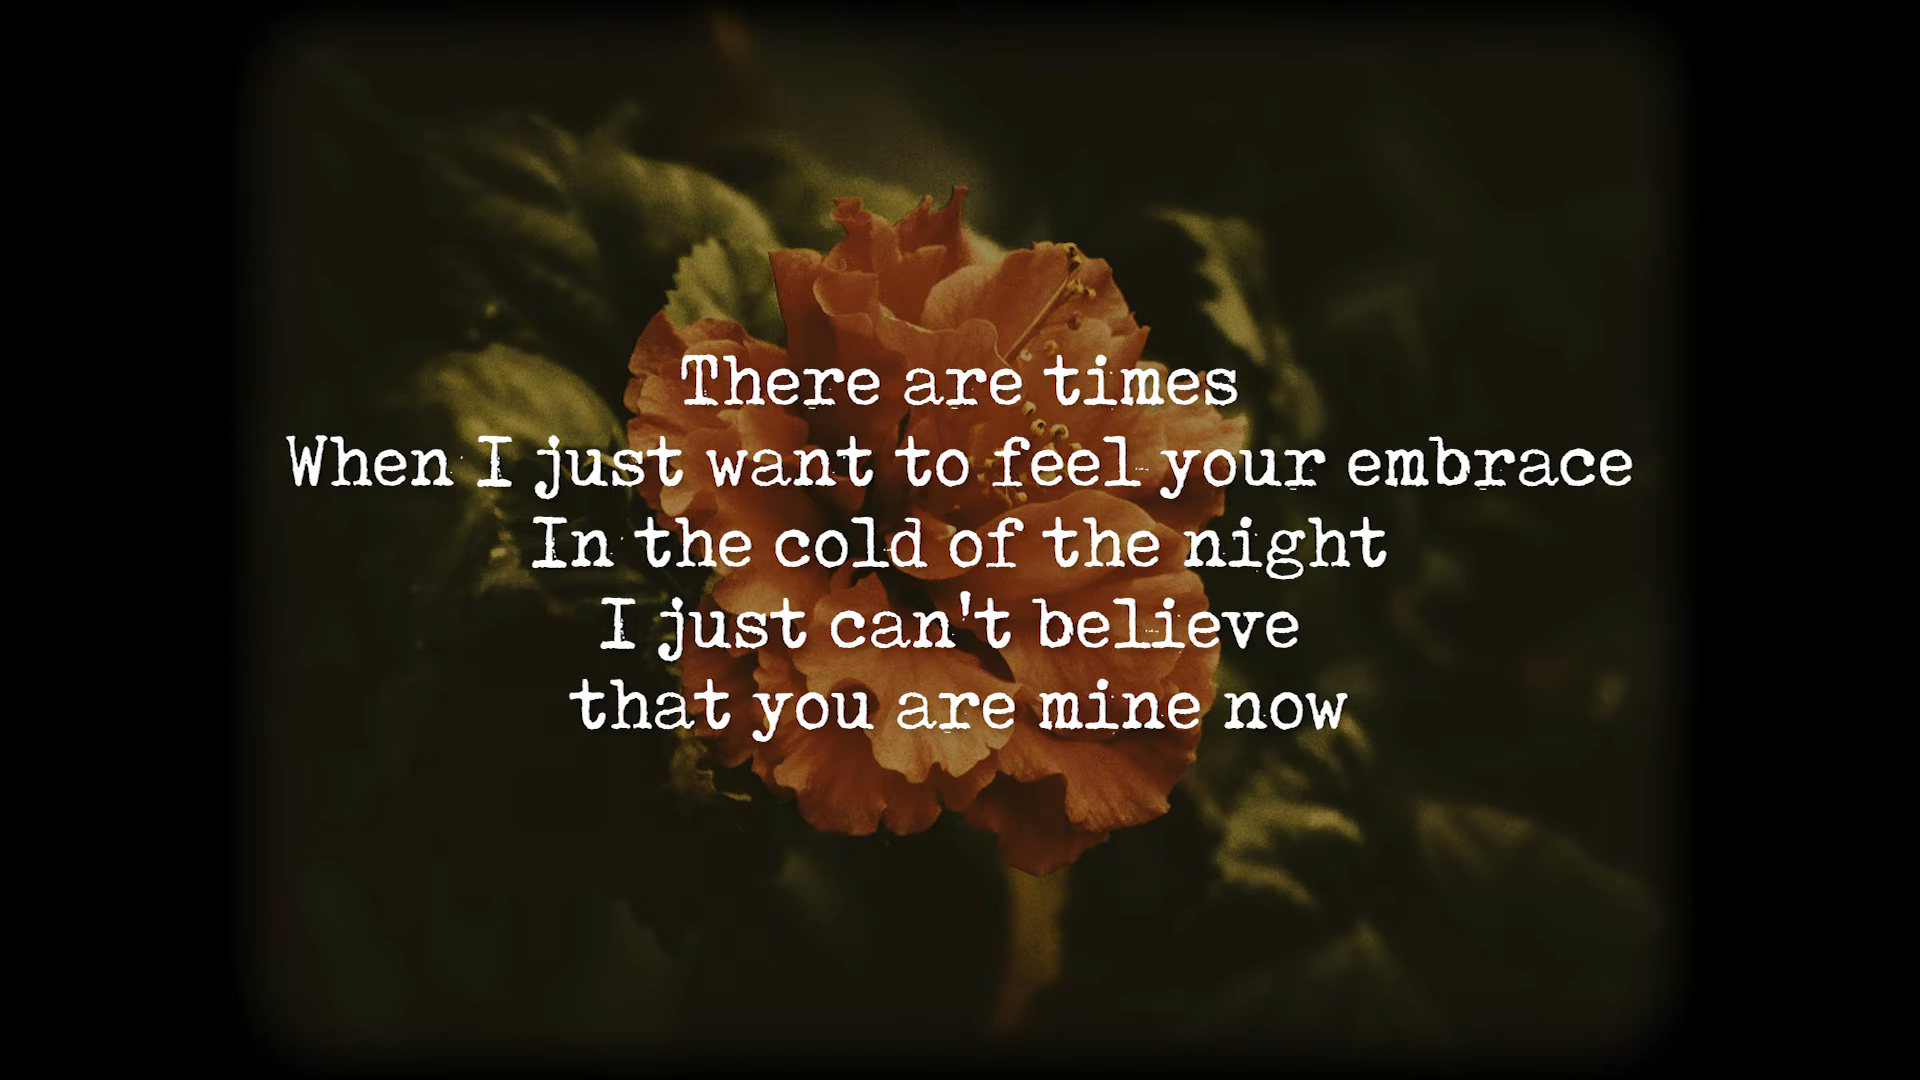 There are times
When I just want to feel your embrace
In the cold of the night
I just can't believe
that you are mine now